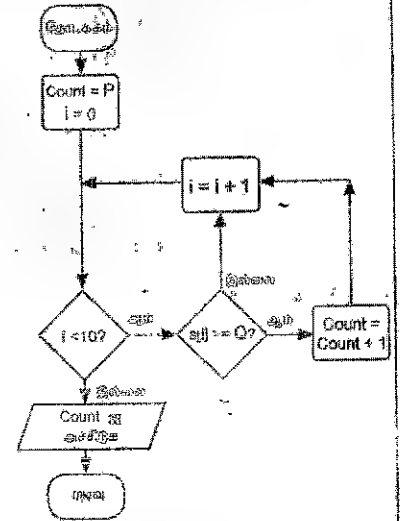 தொடக்கம்
Count = P
i = 0
i = i + 1
இல்லை
i <10?
ஆம்
ஆம்
Count =
Count + 1
இல்லை
Count ஐ
அச்சிடுக
முடிவு